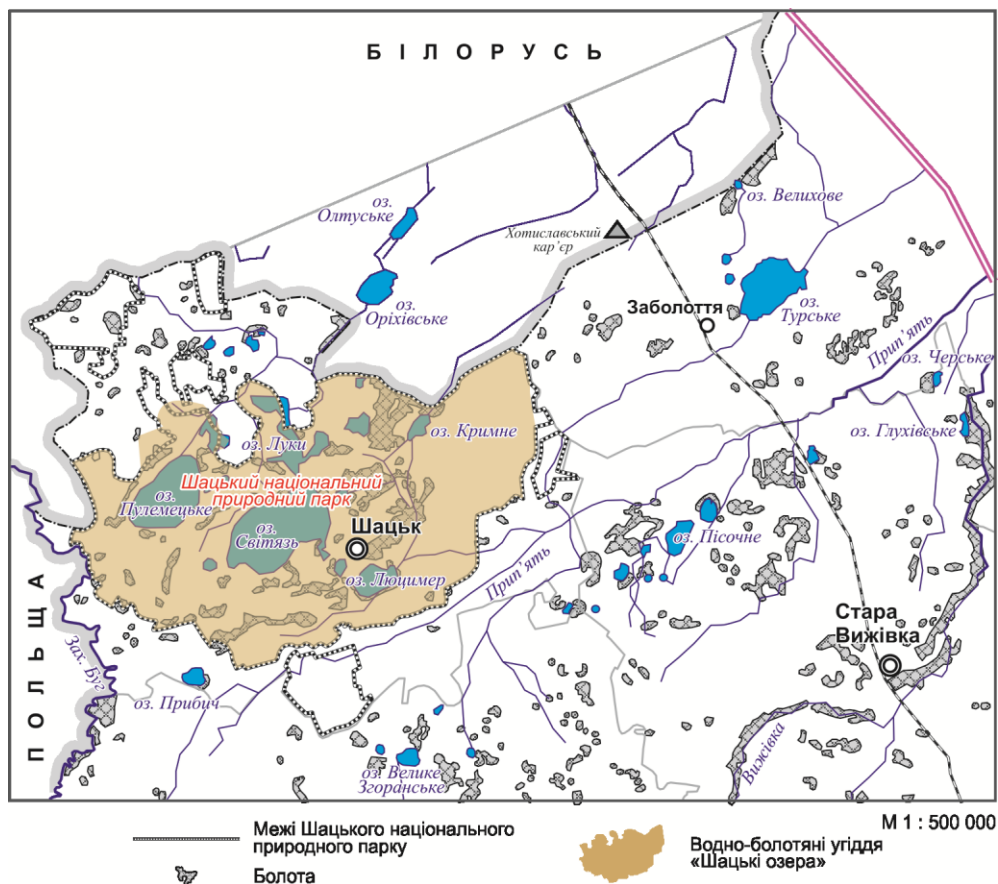 БІЛОРУСЬ
оз.
Олтуське
оз. Велихове
Хотиславський
кар’єр
оз.
Оріхівське
Заболоття
оз.
Турське
Прип’ять
оз. Черське
оз. Луки
оз. Кримне
оз. Глухівське
Шацький національний
природний парк
оз.
Пулемецьке
оз.
Світязь
Шацьк
оз. Пісочне
оз. Люцимер
Прип’ять
ПОЛЬЩА
Зах. Буг
Стара
Вижівка
оз. Прибич
Вижівка
оз. Велике
Згоранське
М 1 : 500 000
Межі Шацького національного
природного парку
Болота
Водно-болотяні угіддя
«Шацькі озера»